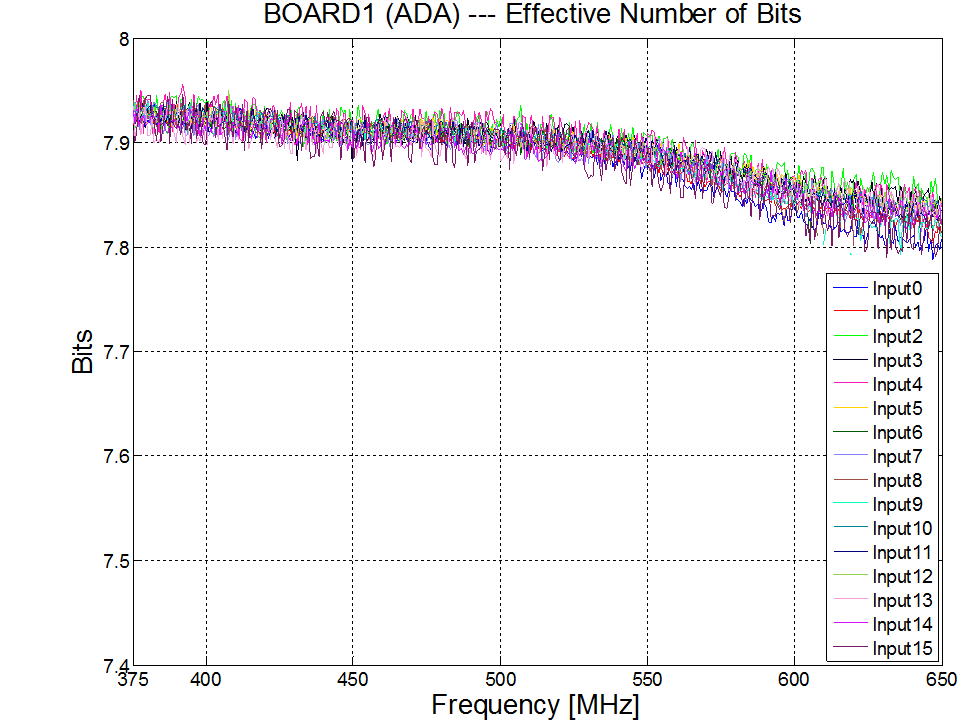 BOARD1 (ADA) --- Effective Number of Bits
8
7.9
7.8
7.7
7.6
7.5
7.4
Bits
Input0
Input1
Input2
Input3
Input4
Input5
Input6
Input7
Input8
Input9
Input10
Input11
Input12
Input13
Input14
Input15
375 400 450 500 550 600 650
Frequency [MHz]